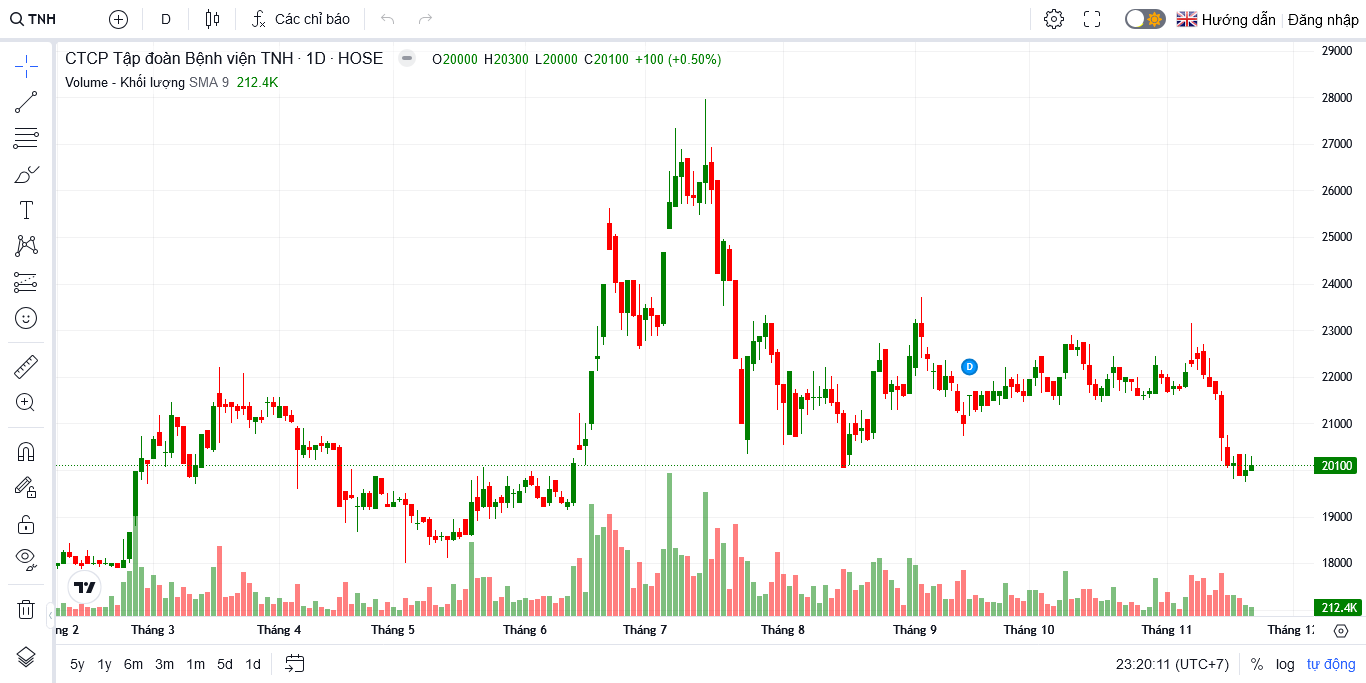 TNH D Các chỉ báo Hướng dẫn Đăng nhập
CTCP Tập đoàn Bệnh viện TNH · 1D · HOSE O20000 H20300 L20000 C20100 +100 (+0.50%)
Volume - Khối lượng SMA 9 212.4K
29000
28000
27000
26000
25000
24000
23000
22000
21000
20100
19000
18000
212.4K
D
ng 2 Tháng 3 Tháng 4 Tháng 5 Tháng 6 Tháng 7 Tháng 8 Tháng 9 Tháng 10 Tháng 11 Tháng 1
5y 1y 6m 3m 1m 5d 1d 23:20:11 (UTC+7) % log tự động